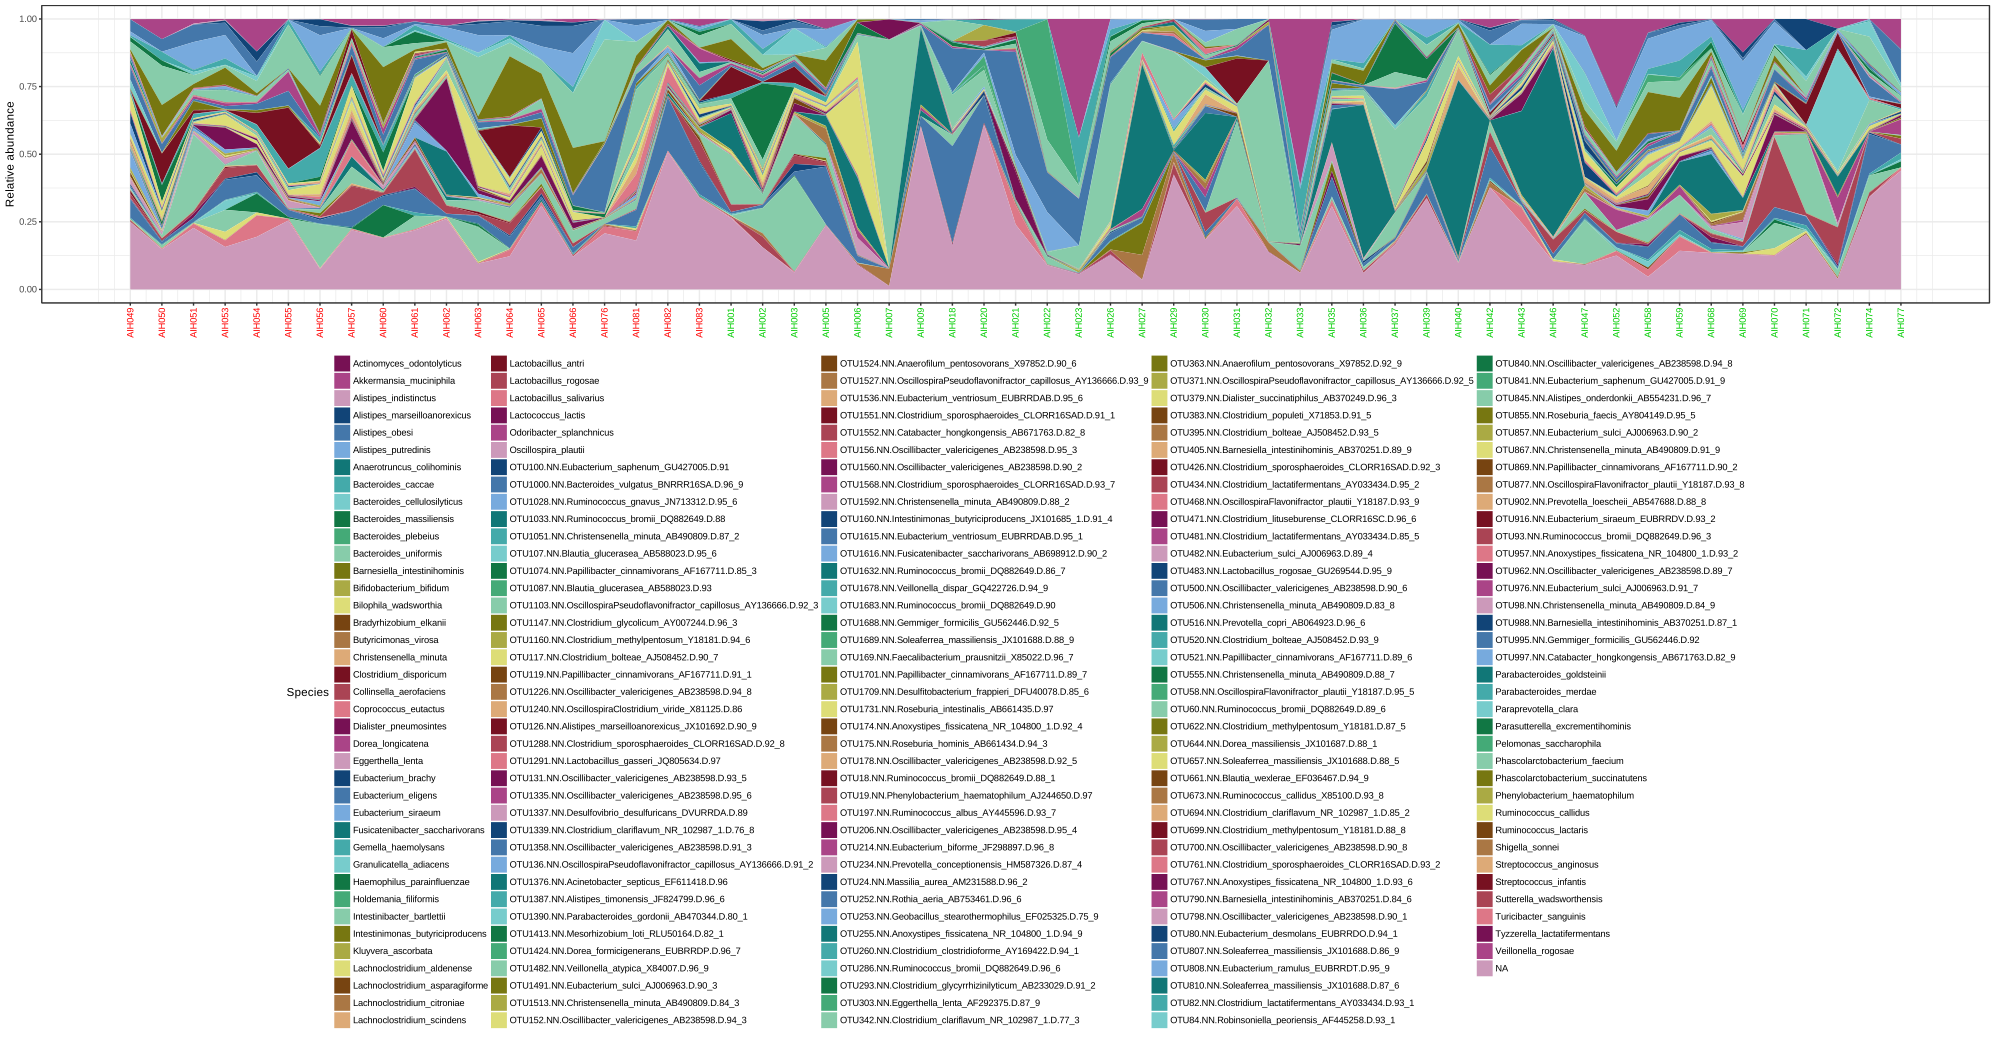 1.00
0.75
0.50
0.25
0.00
Relative abundance
AIH049 AIH050 AIH051 AIH053 AIH054 AIH055 AIH056 AIH057 AIH060 AIH061 AIH062 AIH063 AIH064 AIH065 AIH066 AIH076 AIH081 AIH082 AIH083 AIH001 AIH002 AIH003 AIH005 AIH006 AIH007 AIH009 AIH018 AIH020 AIH021 AIH022 AIH023 AIH026 AIH027 AIH029 AIH030 AIH031 AIH032 AIH033 AIH035 AIH036 AIH037 AIH039 AIH040 AIH042 AIH043 AIH046 AIH047 AIH052 AIH058 AIH059 AIH068 AIH069 AIH070 AIH071 AIH072 AIH074 AIH077
Species
Actinomyces_odontolyticus
Akkermansia_muciniphila
Alistipes_indistinctus
Alistipes_marseilloanorexicus
Alistipes_obesi
Alistipes_putredinis
Anaerotruncus_colihominis
Bacteroides_caccae
Bacteroides_cellulosilyticus
Bacteroides_massiliensis
Bacteroides_plebeius
Bacteroides_uniformis
Barnesiella_intestinihominis
Bifidobacterium_bifidum
Bilophila_wadsworthia
Bradyrhizobium_elkanii
Butyricimonas_virosa
Christensenella_minuta
Clostridium_disporicum
Collinsella_aerofaciens
Coprococcus_eutactus
Dialister_pneumosintes
Dorea_longicatena
Eggerthella_lenta
Eubacterium_brachy
Eubacterium_eligens
Eubacterium_siraeum
Fusicatenibacter_saccharivorans
Gemella_haemolysans
Granulicatella_adiacens
Haemophilus_parainfluenzae
Holdemania_filiformis
Intestinibacter_bartlettii
Intestinimonas_butyriciproducens
Kluyvera_ascorbata
Lachnoclostridium_aldenense
Lachnoclostridium_asparagiforme
Lachnoclostridium_citroniae
Lachnoclostridium_scindens
Lactobacillus_antri
Lactobacillus_rogosae
Lactobacillus_salivarius
Lactococcus_lactis
Odoribacter_splanchnicus
Oscillospira_plautii
OTU100.NN.Eubacterium_saphenum_GU427005.D.91
OTU1000.NN.Bacteroides_vulgatus_BNRRR16SA.D.96_9
OTU1028.NN.Ruminococcus_gnavus_JN713312.D.95_6
OTU1033.NN.Ruminococcus_bromii_DQ882649.D.88
OTU1051.NN.Christensenella_minuta_AB490809.D.87_2
OTU107.NN.Blautia_glucerasea_AB588023.D.95_6
OTU1074.NN.Papillibacter_cinnamivorans_AF167711.D.85_3
OTU1087.NN.Blautia_glucerasea_AB588023.D.93
OTU1103.NN.OscillospiraPseudoflavonifractor_capillosus_AY136666.D.92_3
OTU1147.NN.Clostridium_glycolicum_AY007244.D.96_3
OTU1160.NN.Clostridium_methylpentosum_Y18181.D.94_6
OTU117.NN.Clostridium_bolteae_AJ508452.D.90_7
OTU119.NN.Papillibacter_cinnamivorans_AF167711.D.91_1
OTU1226.NN.Oscillibacter_valericigenes_AB238598.D.94_8
OTU1240.NN.OscillospiraClostridium_viride_X81125.D.86
OTU126.NN.Alistipes_marseilloanorexicus_JX101692.D.90_9
OTU1288.NN.Clostridium_sporosphaeroides_CLORR16SAD.D.92_8
OTU1291.NN.Lactobacillus_gasseri_JQ805634.D.97
OTU131.NN.Oscillibacter_valericigenes_AB238598.D.93_5
OTU1335.NN.Oscillibacter_valericigenes_AB238598.D.95_6
OTU1337.NN.Desulfovibrio_desulfuricans_DVURRDA.D.89
OTU1339.NN.Clostridium_clariflavum_NR_102987_1.D.76_8
OTU1358.NN.Oscillibacter_valericigenes_AB238598.D.91_3
OTU136.NN.OscillospiraPseudoflavonifractor_capillosus_AY136666.D.91_2
OTU1376.NN.Acinetobacter_septicus_EF611418.D.96
OTU1387.NN.Alistipes_timonensis_JF824799.D.96_6
OTU1390.NN.Parabacteroides_gordonii_AB470344.D.80_1
OTU1413.NN.Mesorhizobium_loti_RLU50164.D.82_1
OTU1424.NN.Dorea_formicigenerans_EUBRRDP.D.96_7
OTU1482.NN.Veillonella_atypica_X84007.D.96_9
OTU1491.NN.Eubacterium_sulci_AJ006963.D.90_3
OTU1513.NN.Christensenella_minuta_AB490809.D.84_3
OTU152.NN.Oscillibacter_valericigenes_AB238598.D.94_3
OTU1524.NN.Anaerofilum_pentosovorans_X97852.D.90_6
OTU1527.NN.OscillospiraPseudoflavonifractor_capillosus_AY136666.D.93_9
OTU1536.NN.Eubacterium_ventriosum_EUBRRDAB.D.95_6
OTU1551.NN.Clostridium_sporosphaeroides_CLORR16SAD.D.91_1
OTU1552.NN.Catabacter_hongkongensis_AB671763.D.82_8
OTU156.NN.Oscillibacter_valericigenes_AB238598.D.95_3
OTU1560.NN.Oscillibacter_valericigenes_AB238598.D.90_2
OTU1568.NN.Clostridium_sporosphaeroides_CLORR16SAD.D.93_7
OTU1592.NN.Christensenella_minuta_AB490809.D.88_2
OTU160.NN.Intestinimonas_butyriciproducens_JX101685_1.D.91_4
OTU1615.NN.Eubacterium_ventriosum_EUBRRDAB.D.95_1
OTU1616.NN.Fusicatenibacter_saccharivorans_AB698912.D.90_2
OTU1632.NN.Ruminococcus_bromii_DQ882649.D.86_7
OTU1678.NN.Veillonella_dispar_GQ422726.D.94_9
OTU1683.NN.Ruminococcus_bromii_DQ882649.D.90
OTU1688.NN.Gemmiger_formicilis_GU562446.D.92_5
OTU1689.NN.Soleaferrea_massiliensis_JX101688.D.88_9
OTU169.NN.Faecalibacterium_prausnitzii_X85022.D.96_7
OTU1701.NN.Papillibacter_cinnamivorans_AF167711.D.89_7
OTU1709.NN.Desulfitobacterium_frappieri_DFU40078.D.85_6
OTU1731.NN.Roseburia_intestinalis_AB661435.D.97
OTU174.NN.Anoxystipes_fissicatena_NR_104800_1.D.92_4
OTU175.NN.Roseburia_hominis_AB661434.D.94_3
OTU178.NN.Oscillibacter_valericigenes_AB238598.D.92_5
OTU18.NN.Ruminococcus_bromii_DQ882649.D.88_1
OTU19.NN.Phenylobacterium_haematophilum_AJ244650.D.97
OTU197.NN.Ruminococcus_albus_AY445596.D.93_7
OTU206.NN.Oscillibacter_valericigenes_AB238598.D.95_4
OTU214.NN.Eubacterium_biforme_JF298897.D.96_8
OTU234.NN.Prevotella_conceptionensis_HM587326.D.87_4
OTU24.NN.Massilia_aurea_AM231588.D.96_2
OTU252.NN.Rothia_aeria_AB753461.D.96_6
OTU253.NN.Geobacillus_stearothermophilus_EF025325.D.75_9
OTU255.NN.Anoxystipes_fissicatena_NR_104800_1.D.94_9
OTU260.NN.Clostridium_clostridioforme_AY169422.D.94_1
OTU286.NN.Ruminococcus_bromii_DQ882649.D.96_6
OTU293.NN.Clostridium_glycyrrhizinilyticum_AB233029.D.91_2
OTU303.NN.Eggerthella_lenta_AF292375.D.87_9
OTU342.NN.Clostridium_clariflavum_NR_102987_1.D.77_3
OTU363.NN.Anaerofilum_pentosovorans_X97852.D.92_9
OTU371.NN.OscillospiraPseudoflavonifractor_capillosus_AY136666.D.92_5
OTU379.NN.Dialister_succinatiphilus_AB370249.D.96_3
OTU383.NN.Clostridium_populeti_X71853.D.91_5
OTU395.NN.Clostridium_bolteae_AJ508452.D.93_5
OTU405.NN.Barnesiella_intestinihominis_AB370251.D.89_9
OTU426.NN.Clostridium_sporosphaeroides_CLORR16SAD.D.92_3
OTU434.NN.Clostridium_lactatifermentans_AY033434.D.95_2
OTU468.NN.OscillospiraFlavonifractor_plautii_Y18187.D.93_9
OTU471.NN.Clostridium_lituseburense_CLORR16SC.D.96_6
OTU481.NN.Clostridium_lactatifermentans_AY033434.D.85_5
OTU482.NN.Eubacterium_sulci_AJ006963.D.89_4
OTU483.NN.Lactobacillus_rogosae_GU269544.D.95_9
OTU500.NN.Oscillibacter_valericigenes_AB238598.D.90_6
OTU506.NN.Christensenella_minuta_AB490809.D.83_8
OTU516.NN.Prevotella_copri_AB064923.D.96_6
OTU520.NN.Clostridium_bolteae_AJ508452.D.93_9
OTU521.NN.Papillibacter_cinnamivorans_AF167711.D.89_6
OTU555.NN.Christensenella_minuta_AB490809.D.88_7
OTU58.NN.OscillospiraFlavonifractor_plautii_Y18187.D.95_5
OTU60.NN.Ruminococcus_bromii_DQ882649.D.89_6
OTU622.NN.Clostridium_methylpentosum_Y18181.D.87_5
OTU644.NN.Dorea_massiliensis_JX101687.D.88_1
OTU657.NN.Soleaferrea_massiliensis_JX101688.D.88_5
OTU661.NN.Blautia_wexlerae_EF036467.D.94_9
OTU673.NN.Ruminococcus_callidus_X85100.D.93_8
OTU694.NN.Clostridium_clariflavum_NR_102987_1.D.85_2
OTU699.NN.Clostridium_methylpentosum_Y18181.D.88_8
OTU700.NN.Oscillibacter_valericigenes_AB238598.D.90_8
OTU761.NN.Clostridium_sporosphaeroides_CLORR16SAD.D.93_2
OTU767.NN.Anoxystipes_fissicatena_NR_104800_1.D.93_6
OTU790.NN.Barnesiella_intestinihominis_AB370251.D.84_6
OTU798.NN.Oscillibacter_valericigenes_AB238598.D.90_1
OTU80.NN.Eubacterium_desmolans_EUBRRDO.D.94_1
OTU807.NN.Soleaferrea_massiliensis_JX101688.D.86_9
OTU808.NN.Eubacterium_ramulus_EUBRRDT.D.95_9
OTU810.NN.Soleaferrea_massiliensis_JX101688.D.87_6
OTU82.NN.Clostridium_lactatifermentans_AY033434.D.93_1
OTU84.NN.Robinsoniella_peoriensis_AF445258.D.93_1
OTU840.NN.Oscillibacter_valericigenes_AB238598.D.94_8
OTU841.NN.Eubacterium_saphenum_GU427005.D.91_9
OTU845.NN.Alistipes_onderdonkii_AB554231.D.96_7
OTU855.NN.Roseburia_faecis_AY804149.D.95_5
OTU857.NN.Eubacterium_sulci_AJ006963.D.90_2
OTU867.NN.Christensenella_minuta_AB490809.D.91_9
OTU869.NN.Papillibacter_cinnamivorans_AF167711.D.90_2
OTU877.NN.OscillospiraFlavonifractor_plautii_Y18187.D.93_8
OTU902.NN.Prevotella_loescheii_AB547688.D.88_8
OTU916.NN.Eubacterium_siraeum_EUBRRDV.D.93_2
OTU93.NN.Ruminococcus_bromii_DQ882649.D.96_3
OTU957.NN.Anoxystipes_fissicatena_NR_104800_1.D.93_2
OTU962.NN.Oscillibacter_valericigenes_AB238598.D.89_7
OTU976.NN.Eubacterium_sulci_AJ006963.D.91_7
OTU98.NN.Christensenella_minuta_AB490809.D.84_9
OTU988.NN.Barnesiella_intestinihominis_AB370251.D.87_1
OTU995.NN.Gemmiger_formicilis_GU562446.D.92
OTU997.NN.Catabacter_hongkongensis_AB671763.D.82_9
Parabacteroides_goldsteinii
Parabacteroides_merdae
Paraprevotella_clara
Parasutterella_excrementihominis
Pelomonas_saccharophila
Phascolarctobacterium_faecium
Phascolarctobacterium_succinatutens
Phenylobacterium_haematophilum
Ruminococcus_callidus
Ruminococcus_lactaris
Shigella_sonnei
Streptococcus_anginosus
Streptococcus_infantis
Sutterella_wadsworthensis
Turicibacter_sanguinis
Tyzzerella_lactatifermentans
Veillonella_rogosae
NA